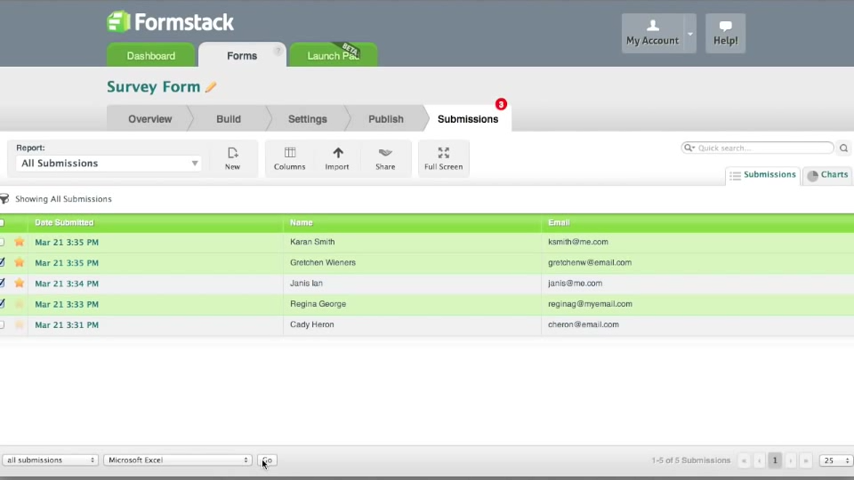 Formstack
My Account
Help!
Dashboard
Forms
?
Launch Pad
BETA
Survey Form
Overview
Build
Settings
Publish
Submissions
3
Report:
All Submissions
New
Columns
Import
Share
Full Screen
Quick search...
Submissions
Charts
Showing All Submissions
Date Submitted Name Email
Mar 21 3:35 PM Karan Smith ksmith@me.com
Mar 21 3:35 PM Gretchen Wieners gretchenw@email.com
Mar 21 3:34 PM Janis Ian janis@me.com
Mar 21 3:33 PM Regina George reginag@myemail.com
Mar 21 3:31 PM Cady Heron cheron@email.com
all submissions Microsoft Excel Go 1-5 of 5 Submissions « ‹ 1 › » 25